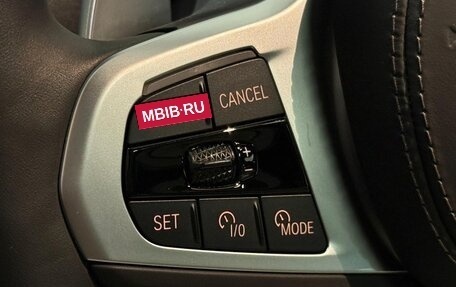 CANCEL
MBIB·RU
+
SET
I/O
MODE